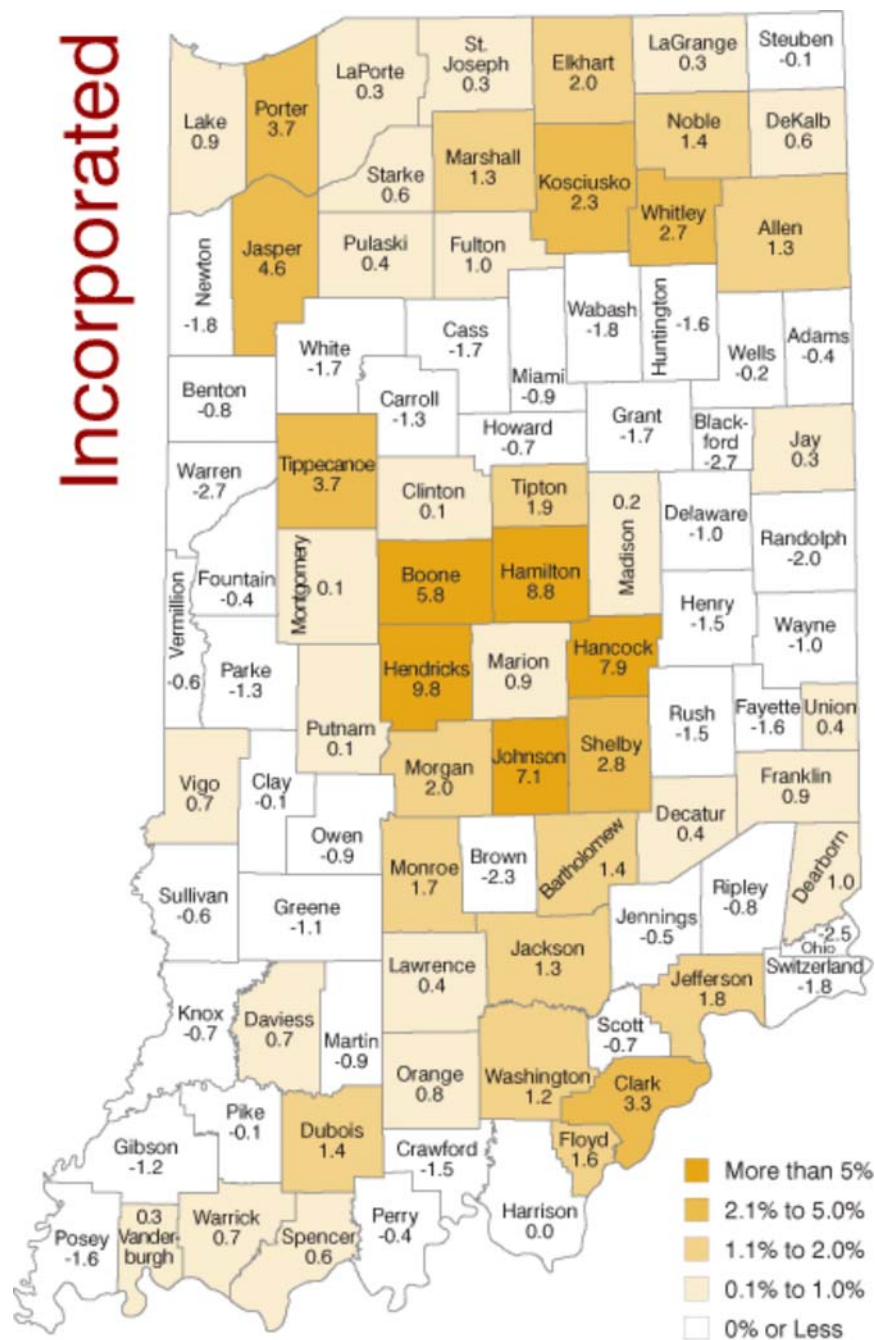 Incorporated
Steuben
-0.1
LaGrange
0.3
St.
Joseph
0.3
Elkhart
2.0
LaPorte
0.3
Porter
3.7
Lake
0.9
Noble
1.4
DeKalb
0.6
Marshall
1.3
Starke
0.6
Kosciusko
2.3
Whitley
2.7
Allen
1.3
Newton
-1.8
Jasper
4.6
Pulaski
0.4
Fulton
1.0
White
-1.7
Cass
-1.7
Miami
-0.9
Wabash
-1.8
Huntington
-1.6
Wells
-0.2
Adams
-0.4
Benton
-0.8
Carroll
-1.3
Howard
-0.7
Grant
-1.7
Black-
ford
-2.7
Jay
0.3
Warren
-2.7
Tippecanoe
3.7
Clinton
0.1
Tipton
1.9
0.2
Madison
Delaware
-1.0
Randolph
-2.0
Fountain
-0.4
Montgomery
0.1
Boone
5.8
Hamilton
8.8
Henry
-1.5
Wayne
-1.0
Vermillion
-0.6
Parke
-1.3
Hendricks
9.8
Marion
0.9
Hancock
7.9
Rush
-1.5
Fayette
-1.6
Union
0.4
Putnam
0.1
Morgan
2.0
Johnson
7.1
Shelby
2.8
Franklin
0.9
Vigo
0.7
Clay
-0.1
Owen
-0.9
Decatur
0.4
Monroe
1.7
Brown
-2.3
Bartholomew
1.4
Dearborn
1.0
Sullivan
-0.6
Greene
-1.1
Jennings
-0.5
Ripley
-0.8
-2.5
Ohio
Switzerland
-1.8
Lawrence
0.4
Jackson
1.3
Jefferson
1.8
Knox
-0.7
Daviess
0.7
Martin
-0.9
Scott
-0.7
Orange
0.8
Washington
1.2
Clark
3.3
Gibson
-1.2
Pike
-0.1
Dubois
1.4
Crawford
-1.5
Floyd
1.6
Harrison
0.0
Posey
-1.6
0.3
Vander-
burgh
Warrick
0.7
Spencer
0.6
Perry
-0.4
More than 5%
2.1% to 5.0%
1.1% to 2.0%
0.1% to 1.0%
0% or Less